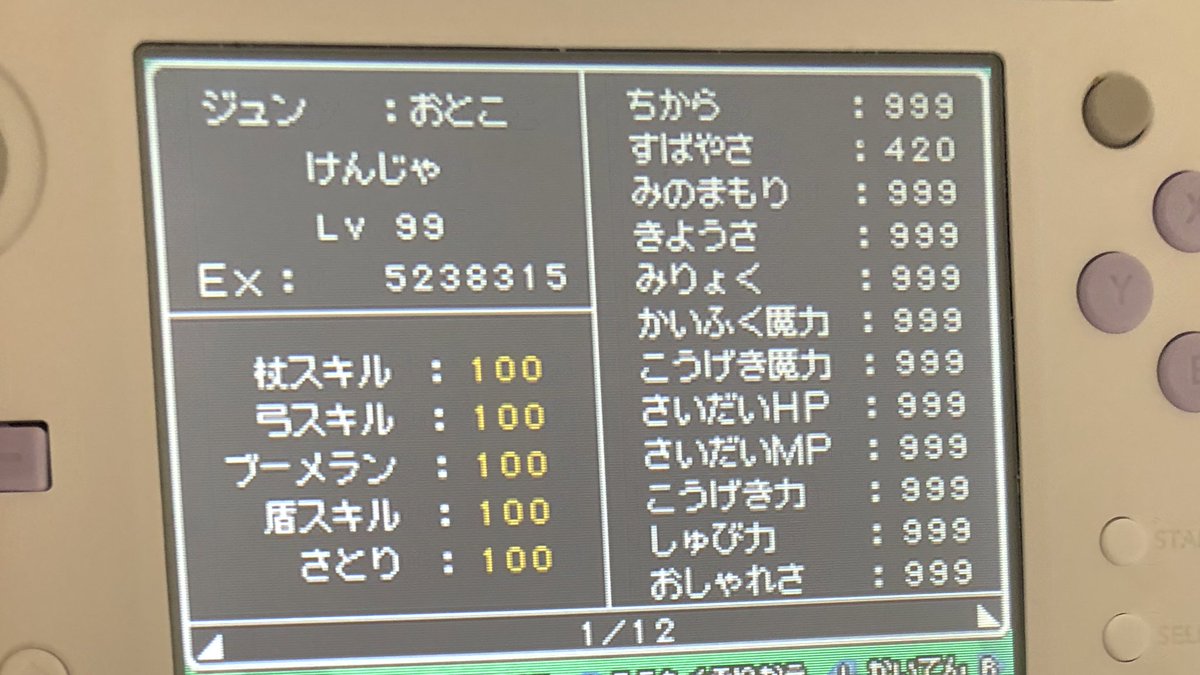 ジュン :おとこ
けんじゃ
Lv 99
Ex: 5238315
杖スキル : 100
弓スキル : 100
ブーメラン : 100
盾スキル : 100
さとり : 100
ちから : 999
すばやさ : 420
みのまもり : 999
きようさ : 999
みりょく : 999
かいふく魔力 : 999
こうげき魔力 : 999
さいだいHP : 999
さいだいMP : 999
こうげき力 : 999
しゅび力 : 999
おしゃれさ : 999
1/12
かいてん
X
Y